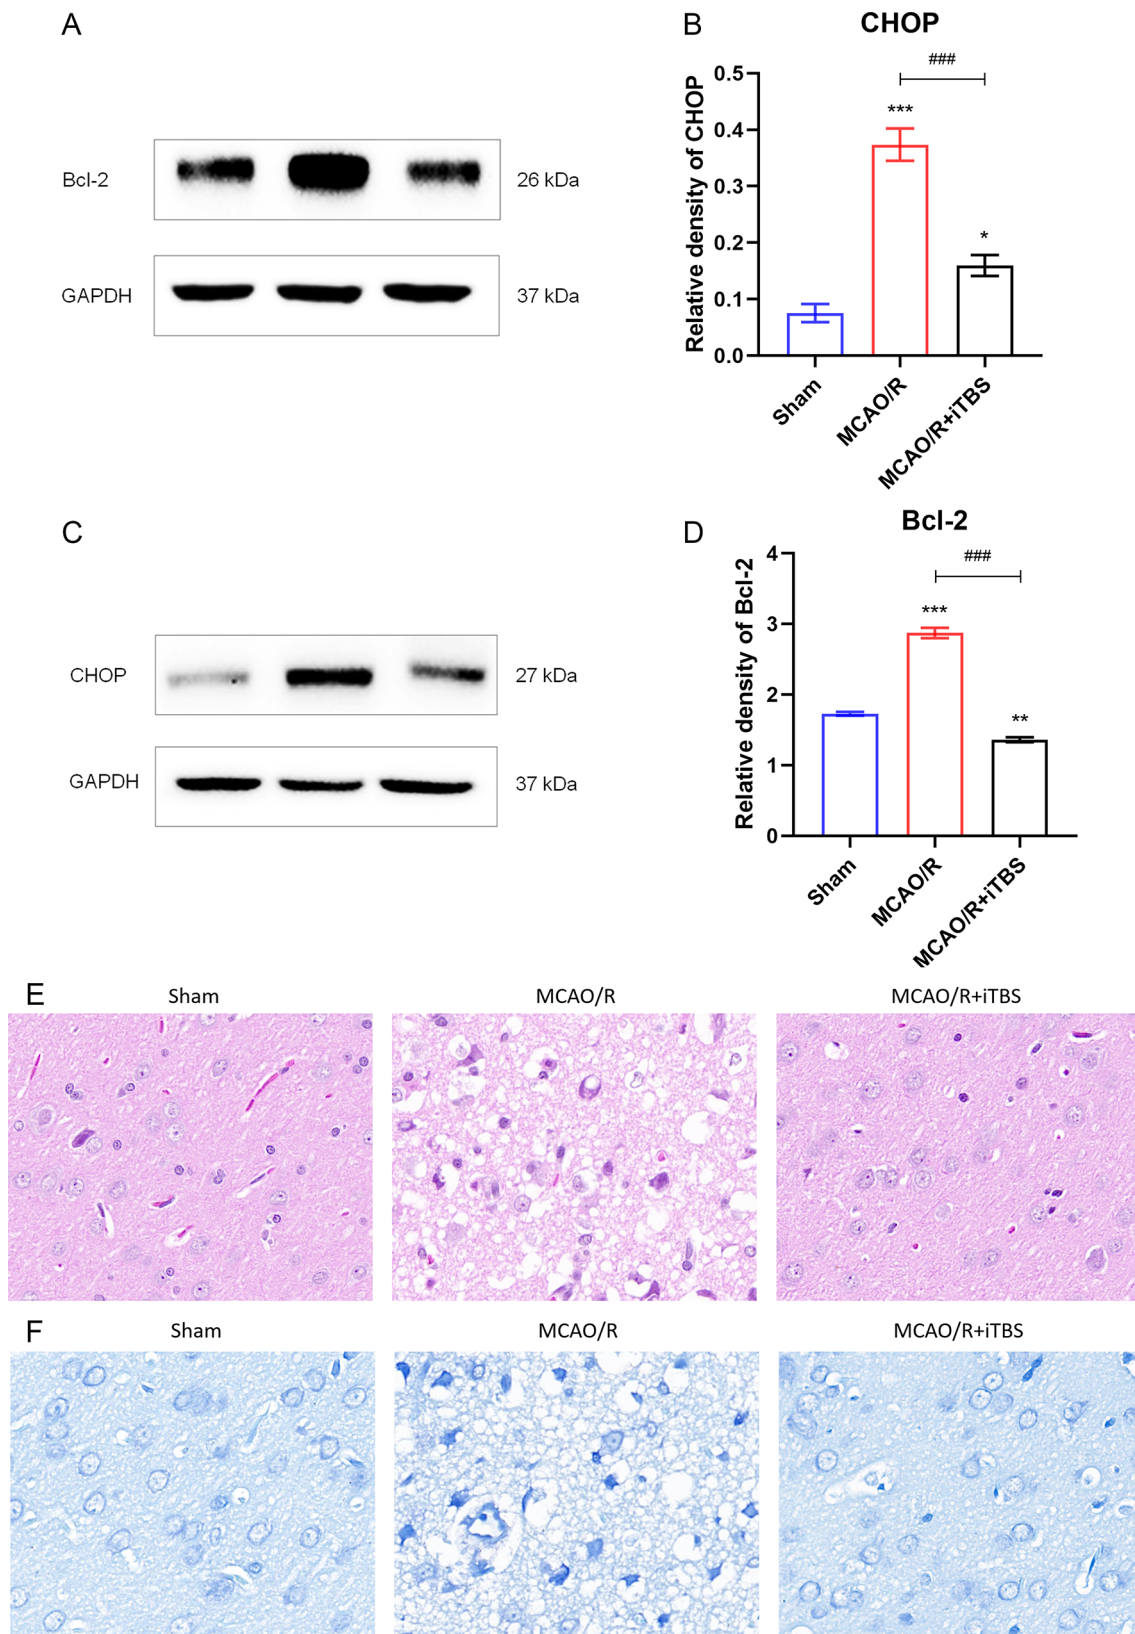 A
Bcl-2
26 kDa
GAPDH
37 kDa
B
CHOP
###
***
*
Relative density of CHOP
0.5
0.4
0.3
0.2
0.1
0.0
Sham
MCAO/R
MCAO/R+iTBS
C
CHOP
27 kDa
GAPDH
37 kDa
D
Bcl-2
###
***
**
Relative density of Bcl-2
4
3
2
1
0
Sham
MCAO/R
MCAO/R+iTBS
E
Sham
MCAO/R
MCAO/R+iTBS
F
Sham
MCAO/R
MCAO/R+iTBS